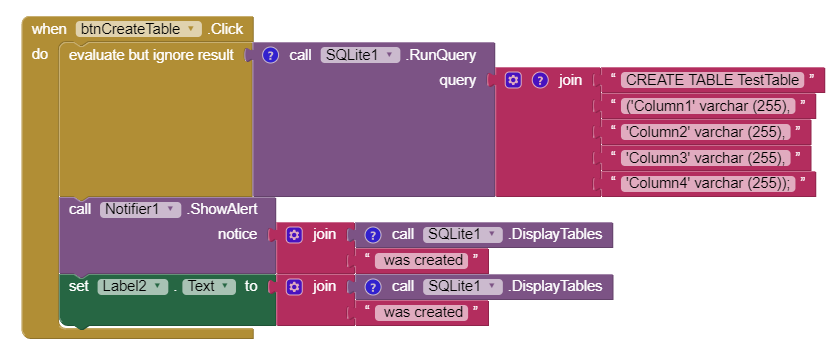 when btnCreateTable .Click
do evaluate but ignore result ? call SQLite1 .RunQuery
query ? join " CREATE TABLE TestTable "
" ('Column1' varchar (255), "
" 'Column2' varchar (255), "
" 'Column3' varchar (255), "
" 'Column4' varchar (255)); "
call Notifier1 .ShowAlert
notice join ? call SQLite1 .DisplayTables
" was created "
set Label2 . Text to join ? call SQLite1 .DisplayTables
" was created "